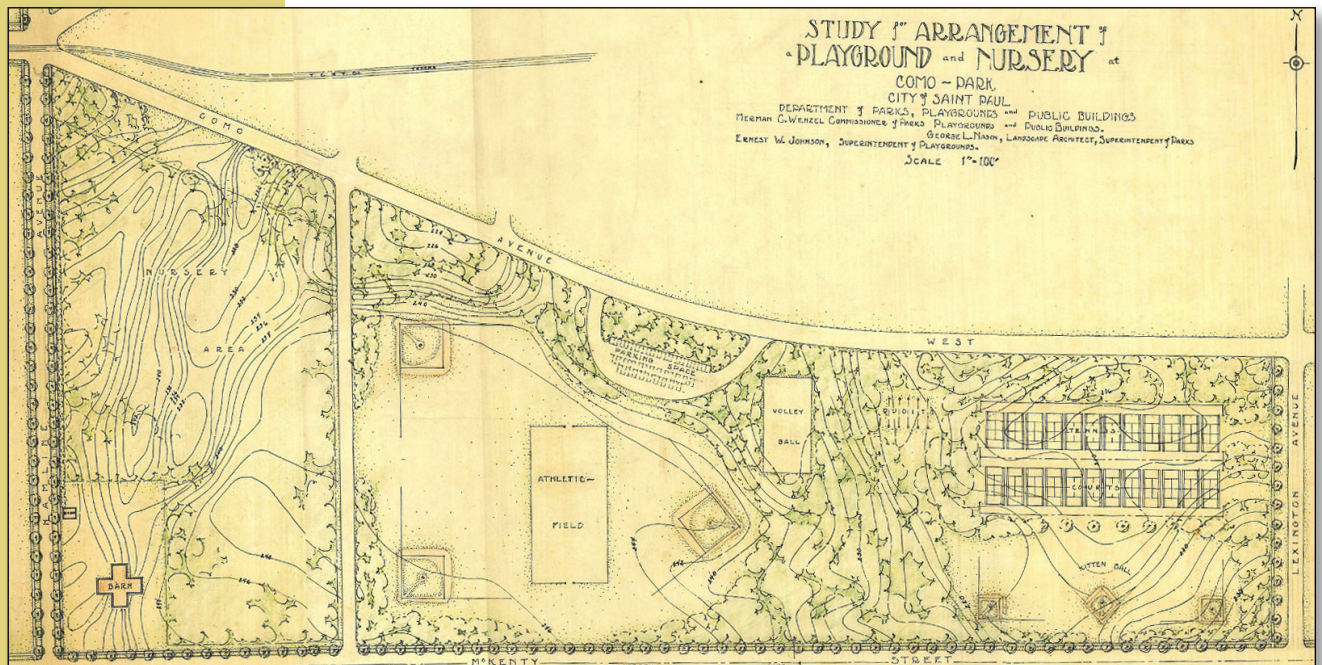 STUDY for ARRANGEMENT of
a PLAYGROUND and NURSERY at
COMO ~ PARK
CITY of SAINT PAUL
DEPARTMENT of PARKS, PLAYGROUNDS and PUBLIC BUILDINGS
HERMAN C. WENZEL COMMISSIONER of PARKS PLAYGROUNDS and PUBLIC BUILDINGS.
GEORGE L. NASON, LANDSCAPE ARCHITECT, SUPERINTENDENT of PARKS
ERNEST W. JOHNSON, SUPERINTENDENT of PLAYGROUNDS.
SCALE 1"=100'
N
TRACKS
COMO
AVENUE
WEST
AVENUE
HAMLINE
NURSERY
AREA
BARN
PARKING SPACE
VOLLEY
BALL
QUOITS
TENNIS
COURTS
ATHLETIC ~
FIELD
KITTEN BALL
LEXINGTON AVENUE
McKENTY
STREET
240